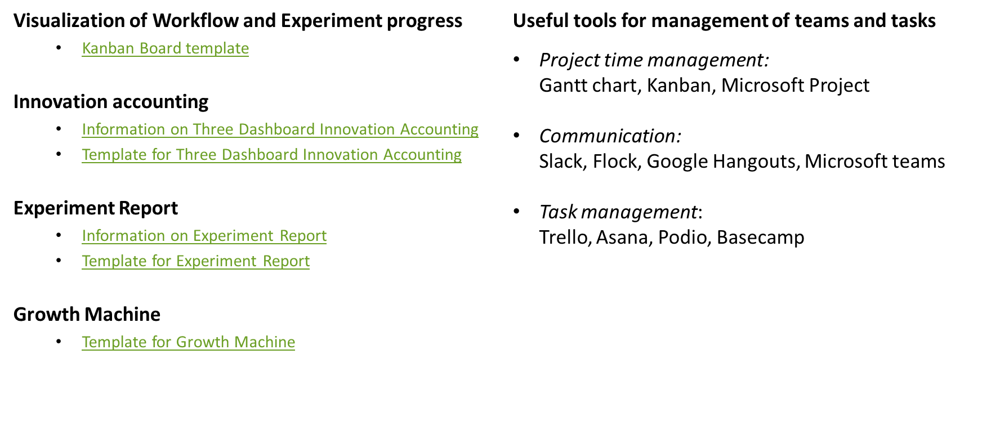 Visualization of Workflow and Experiment progress
• Kanban Board template
Innovation accounting
• Information on Three Dashboard Innovation Accounting
• Template for Three Dashboard Innovation Accounting
Experiment Report
• Information on Experiment Report
• Template for Experiment Report
Growth Machine
• Template for Growth Machine
Useful tools for management of teams and tasks
• Project time management:
Gantt chart, Kanban, Microsoft Project
• Communication:
Slack, Flock, Google Hangouts, Microsoft teams
• Task management:
Trello, Asana, Podio, Basecamp